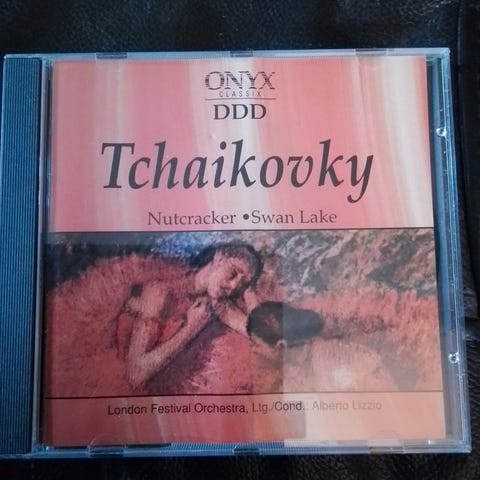 ONYX
CLASSIX
DDD
Tchaikovky
Nutcracker •Swan Lake
London Festival Orchestra, Ltg./Cond.. Alberto Lizzio